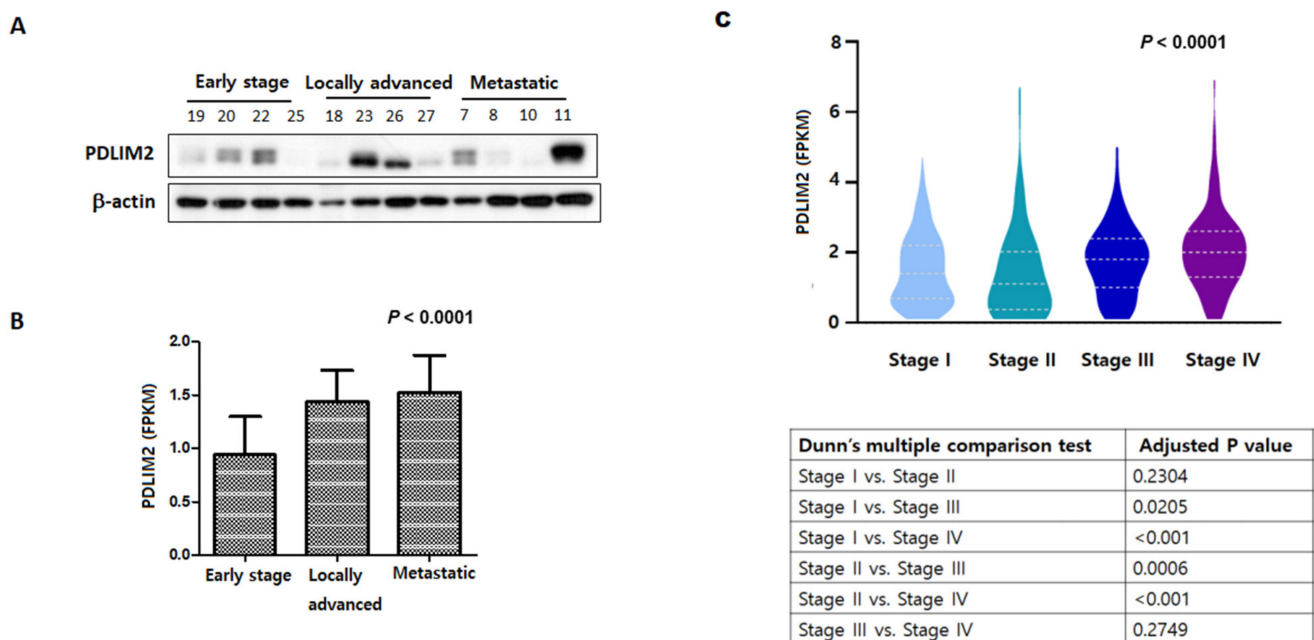 A
Early stage Locally advanced Metastatic
19 20 22 25 18 23 26 27 7 8 10 11
PDLIM2
β-actin
B
P < 0.0001
PDLIM2 (FPKM)
2.0
1.5
1.0
0.5
0.0
Early stage Locally advanced Metastatic
C
P < 0.0001
PDLIM2 (FPKM)
8
6
4
2
0
Stage I Stage II Stage III Stage IV
Dunn's multiple comparison test Adjusted P value
Stage I vs. Stage II 0.2304
Stage I vs. Stage III 0.0205
Stage I vs. Stage IV <0.001
Stage II vs. Stage III 0.0006
Stage II vs. Stage IV <0.001
Stage III vs. Stage IV 0.2749